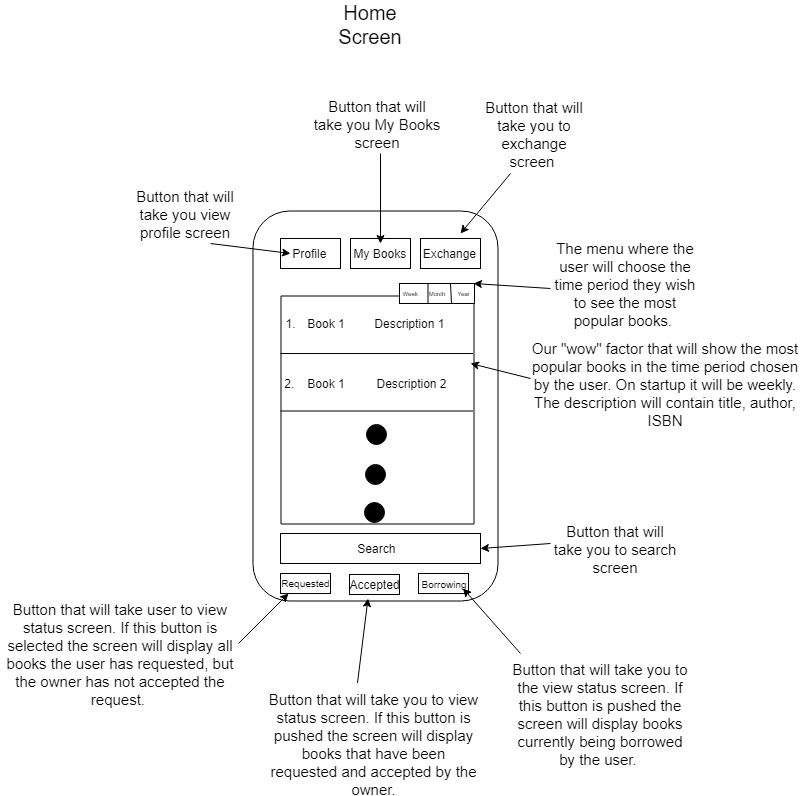 Home
Screen
Button that will
take you My Books
screen
Button that will
take you to
exchange
screen
Button that will
take you view
profile screen
Profile
My Books
Exchange
The menu where the
user will choose the
time period they wish
to see the most
popular books.
Week
Month
Year
1. Book 1 Description 1
Our "wow" factor that will show the most
popular books in the time period chosen
by the user. On startup it will be weekly.
The description will contain title, author,
ISBN
2. Book 1 Description 2
Search
Button that will
take you to search
screen
Requested
Accepted
Borrowing
Button that will take user to view
status screen. If this button is
selected the screen will display all
books the user has requested, but
the owner has not accepted the
request.
Button that will take you to view
status screen. If this button is
pushed the screen will display
books that have been
requested and accepted by the
owner.
Button that will take you to
the view status screen. If
this button is pushed the
screen will display books
currently being borrowed
by the user.